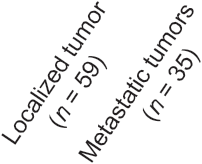 Localized tumor
(n = 59)
Metastatic tumors
(n = 35)